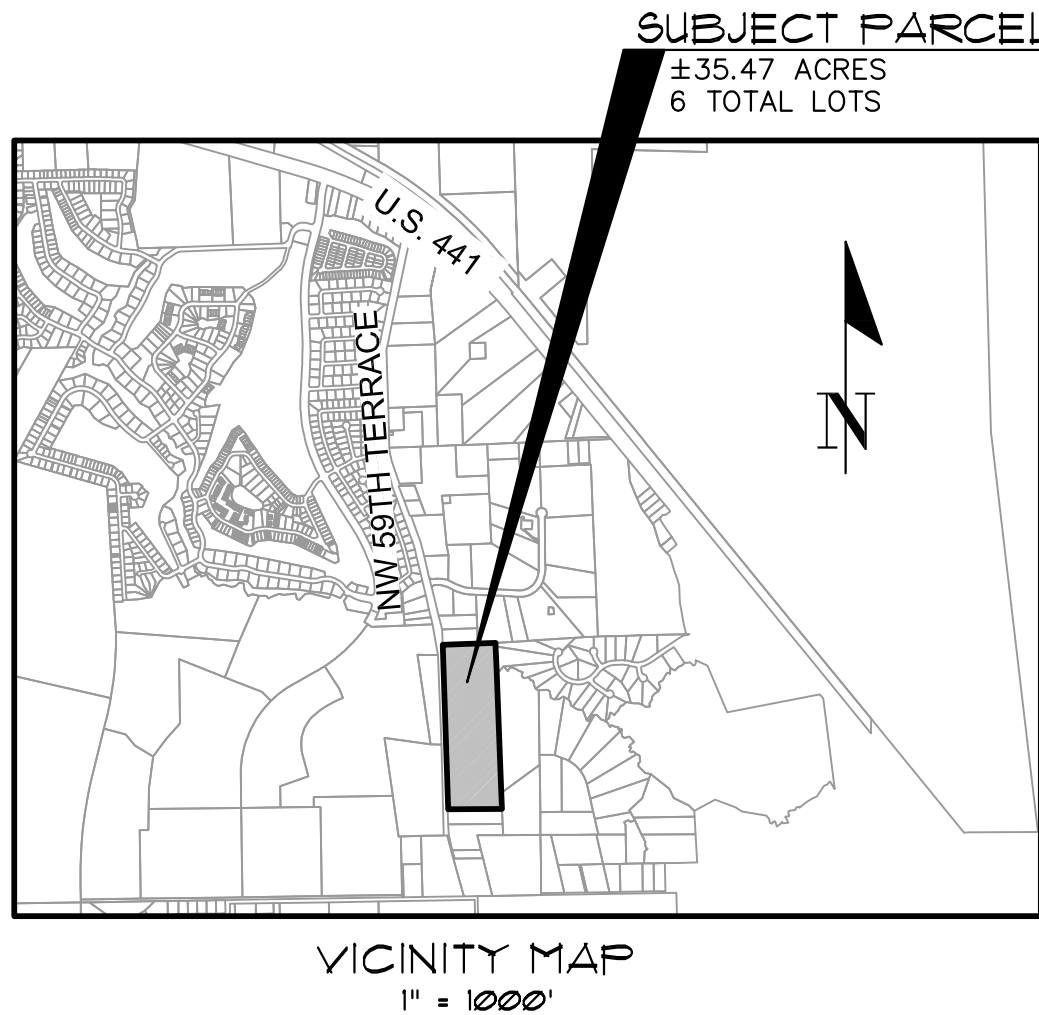 SUBJECT PARCEL
±35.47 ACRES
6 TOTAL LOTS
U.S. 441
NW 59TH TERRACE
N
VICINITY MAP
1" = 1000'